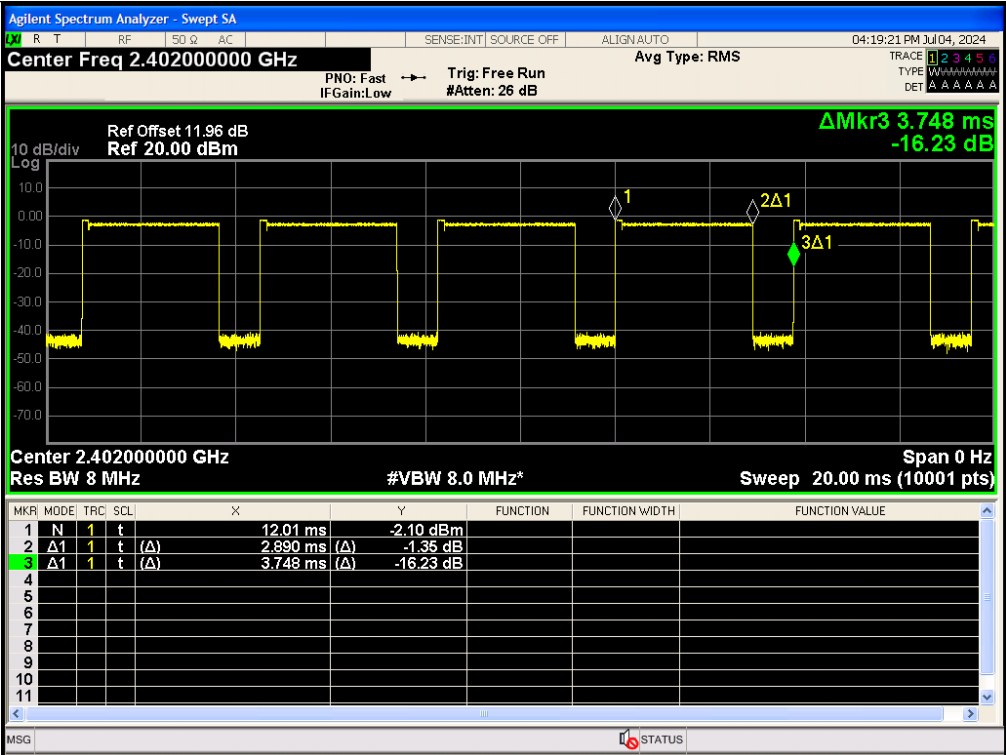 Agilent Spectrum Analyzer - Swept SA
LXI R T RF 50 Ω AC SENSE:INT SOURCE OFF ALIGN AUTO 04:19:21 PM Jul 04, 2024
Center Freq 2.402000000 GHz
PNO: Fast
IFGain:Low
Trig: Free Run
#Atten: 26 dB
Avg Type: RMS
TRACE 1 2 3 4 5 6
TYPE W
DET A A A A A A
ΔMkr3 3.748 ms
-16.23 dB
Ref Offset 11.96 dB
10 dB/div Ref 20.00 dBm
Log
10.0
0.00
-10.0
-20.0
-30.0
-40.0
-50.0
-60.0
-70.0
1
2Δ1
3Δ1
Center 2.402000000 GHz Span 0 Hz
Res BW 8 MHz #VBW 8.0 MHz* Sweep 20.00 ms (10001 pts)
MKR MODE TRC SCL X Y FUNCTION FUNCTION WIDTH FUNCTION VALUE
1 N 1 t 12.01 ms -2.10 dBm
2 Δ1 1 t (Δ) 2.890 ms (Δ) -1.35 dB
3 Δ1 1 t (Δ) 3.748 ms (Δ) -16.23 dB
4
5
6
7
8
9
10
11
MSG STATUS